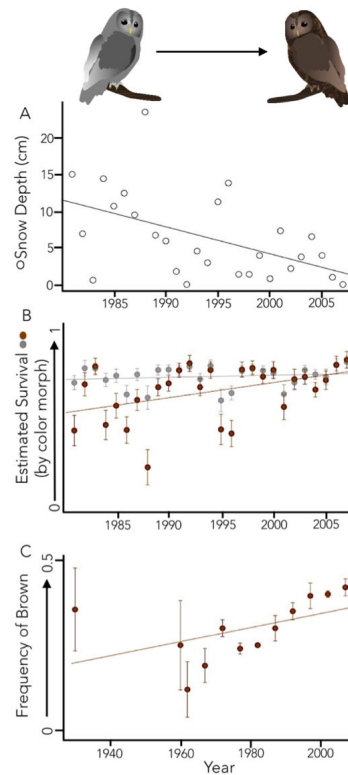 A
Snow Depth (cm)
20
15
10
5
0
1985 1990 1995 2000 2005
B
1
Estimated Survival
(by color morph)
0
1985 1990 1995 2000 2005
C
0.5
Frequency of Brown
0
1940 1960 1980 2000
Year